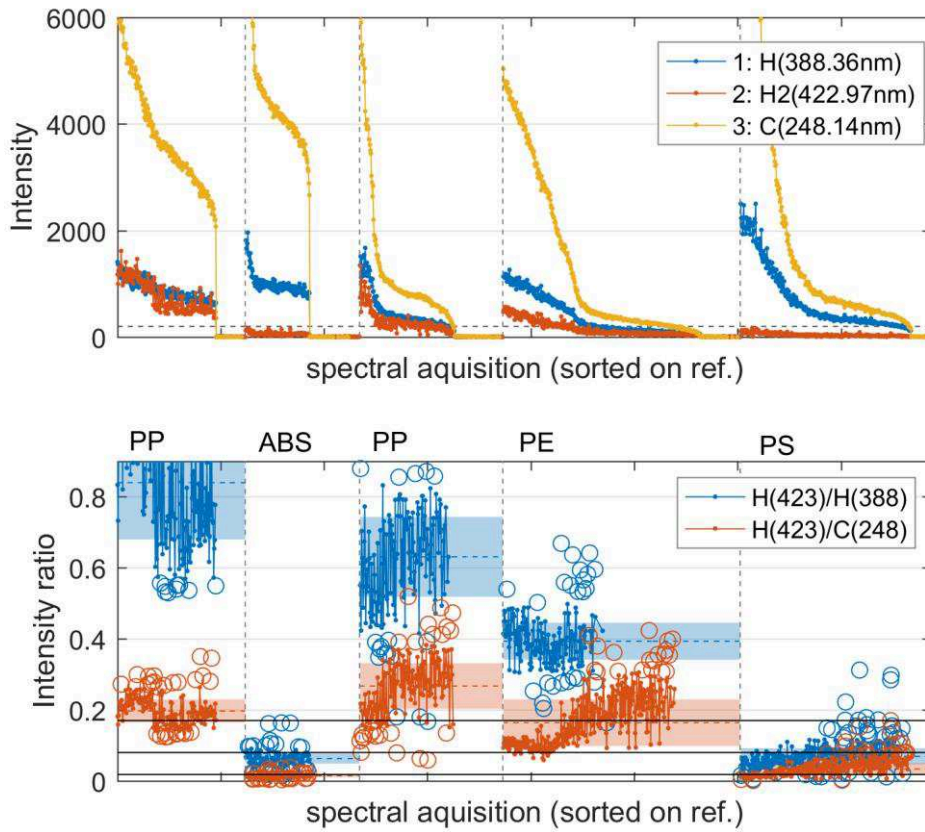 6000
4000
2000
0
Intensity
1: H(388.36nm)
2: H2(422.97nm)
3: C(248.14nm)
spectral aquisition (sorted on ref.)
PP
ABS
PP
PE
PS
0.8
0.6
0.4
0.2
0
Intensity ratio
H(423)/H(388)
H(423)/C(248)
spectral aquisition (sorted on ref.)